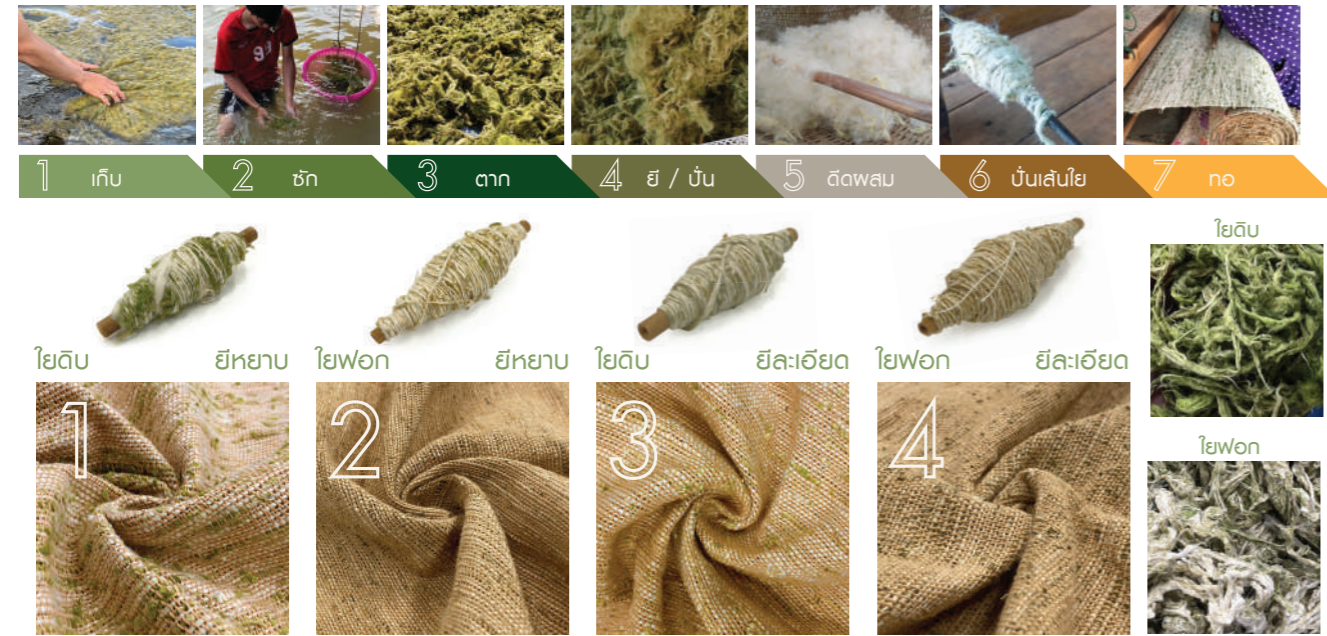 1 เก็บ
2 ซัก
3 ตาก
4 ยี / ปั่น
5 ดีดผสม
6 ปั่นเส้นใย
7 ทอ
ใยดิบ ยีหยาบ
ใยฟอก ยีหยาบ
ใยดิบ ยีละเอียด
ใยฟอก ยีละเอียด
1
2
3
4
ใยดิบ
ใยฟอก